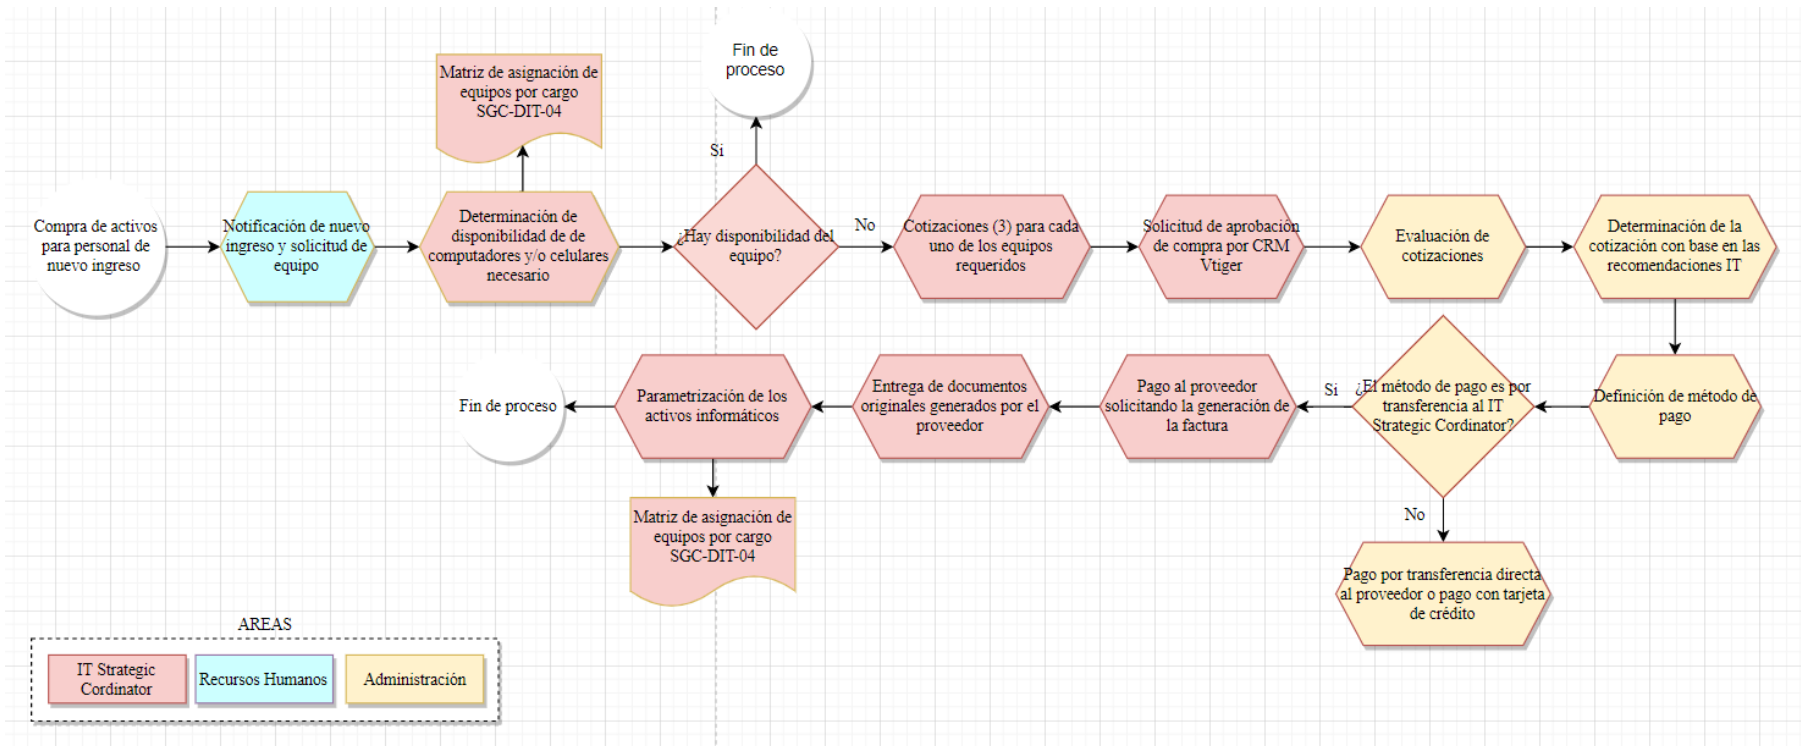 Fin de
proceso
Matriz de asignación de
equipos por cargo
SGC-DIT-04
Si
Compra de activos
para personal de
nuevo ingreso
Notificación de nuevo
ingreso y solicitud de
equipo
Determinación de
disponibilidad de de
computadores y/o celulares
necesario
¿Hay disponibilidad del
equipo?
No
Cotizaciones (3) para cada
uno de los equipos
requeridos
Solicitud de aprobación
de compra por CRM
Vtiger
Evaluación de
cotizaciones
Determinación de la
cotización con base en las
recomendaciones IT
Definición de método de
pago
¿El método de pago es por
transferencia al IT
Strategic Cordinator?
Si
Pago al proveedor
solicitando la generación de
la factura
Entrega de documentos
originales generados por el
proveedor
Parametrización de los
activos informáticos
Fin de proceso
Matriz de asignación de
equipos por cargo
SGC-DIT-04
No
Pago por transferencia directa
al proveedor o pago con tarjeta
de crédito
AREAS
IT Strategic
Cordinator
Recursos Humanos
Administración